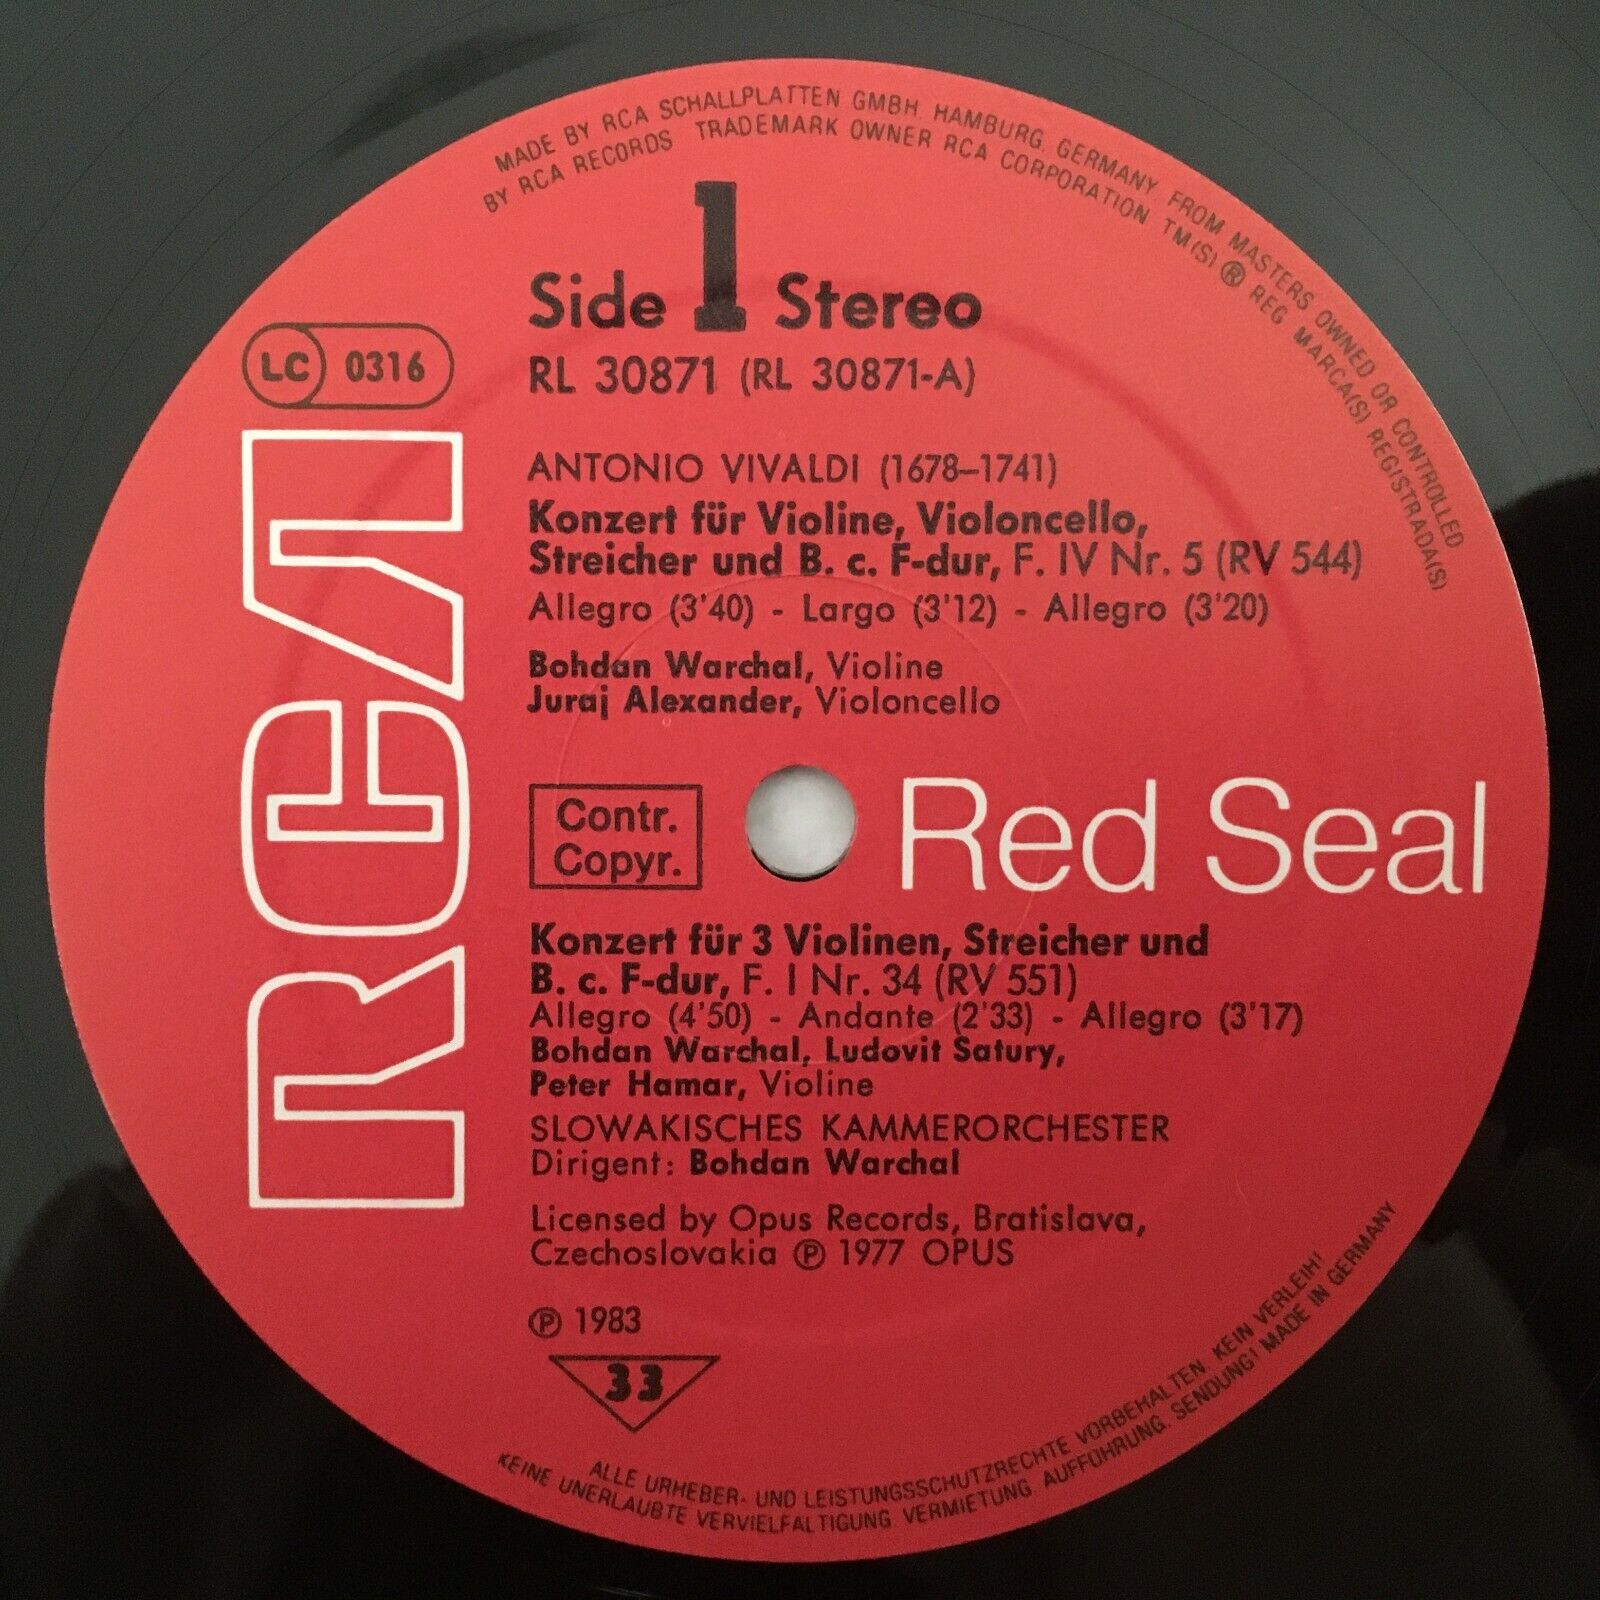 MADE BY RCA SCHALLPLATTEN GMBH. HAMBURG, GERMANY FROM MASTERS OWNED OR CONTROLLED
BY RCA RECORDS TRADEMARK OWNER RCA CORPORATION TM(S) ® REG MARCA(S) REGISTRADA(S)
Side 1 Stereo
RL 30871 (RL 30871-A)
LC 0316
RCA
ANTONIO VIVALDI (1678–1741)
Konzert für Violine, Violoncello,
Streicher und B. c. F-dur, F. IV Nr. 5 (RV 544)
Allegro (3'40) - Largo (3'12) - Allegro (3'20)
Bohdan Warchal, Violine
Juraj Alexander, Violoncello
Contr.
Copyr.
Red Seal
Konzert für 3 Violinen, Streicher und
B. c. F-dur, F. I Nr. 34 (RV 551)
Allegro (4'50) - Andante (2'33) - Allegro (3'17)
Bohdan Warchal, Ludovit Satury,
Peter Hamar, Violine
SLOWAKISCHES KAMMERORCHESTER
Dirigent: Bohdan Warchal
Licensed by Opus Records, Bratislava,
Czechoslovakia ℗ 1977 OPUS
℗ 1983
33
ALLE URHEBER- UND LEISTUNGSSCHUTZRECHTE VORBEHALTEN. KEIN VERLEIH!
KEINE UNERLAUBTE VERVIELFALTIGUNG VERMIETUNG. AUFFÜHRUNG. SENDUNG! MADE IN GERMANY